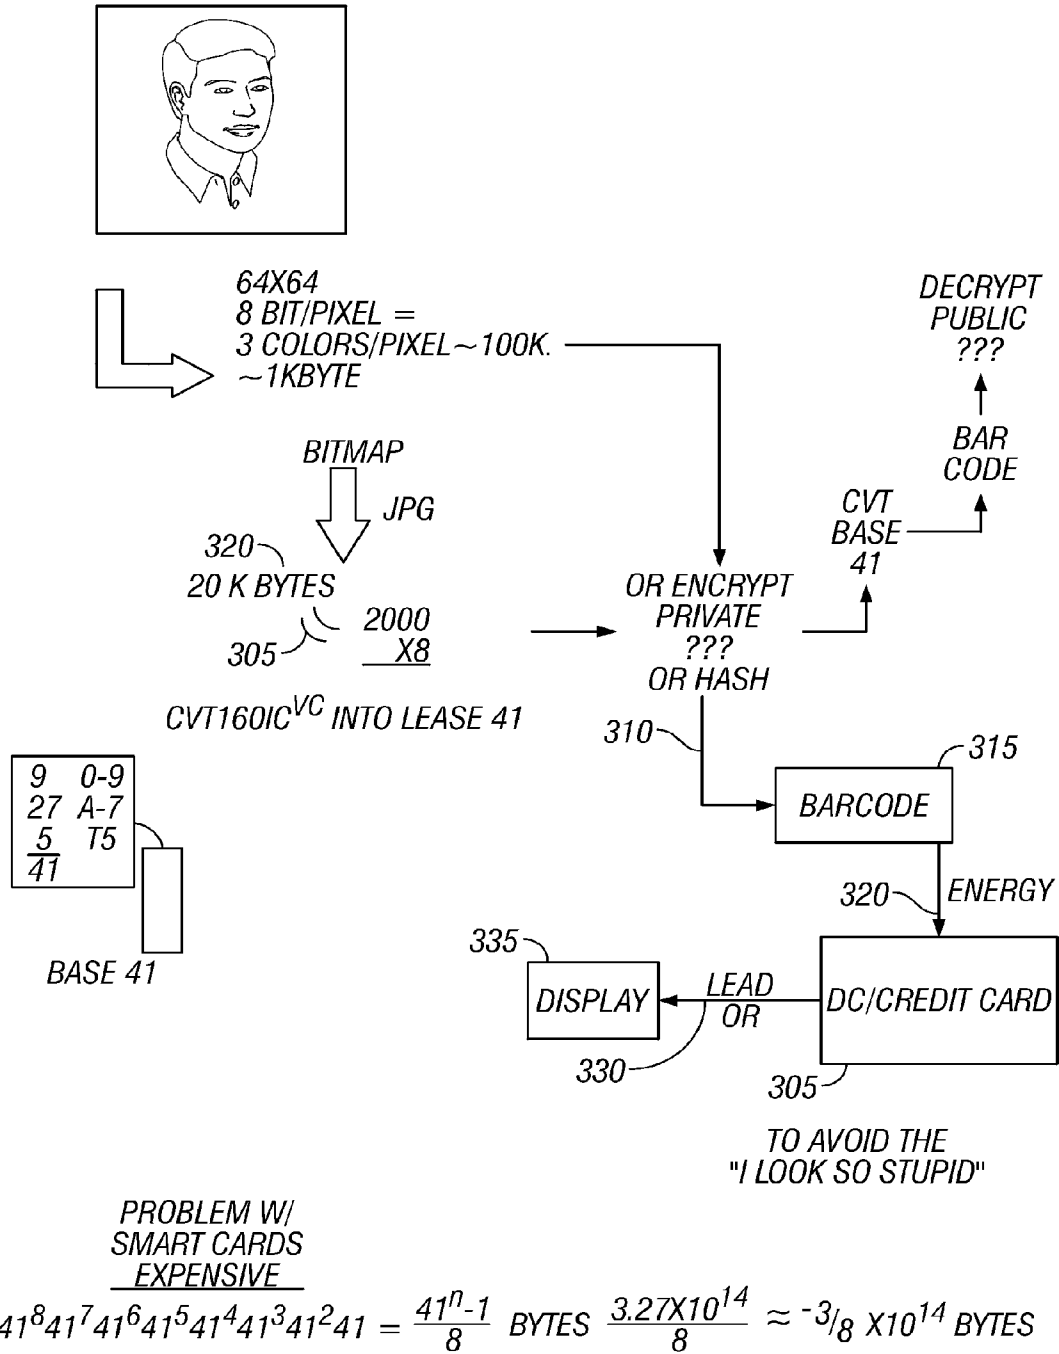 64X64
8 BIT/PIXEL =
3 COLORS/PIXEL~100K.
~1KBYTE
DECRYPT
PUBLIC
???
BAR
CODE
BITMAP
JPG
CVT
BASE
41
320
20 K BYTES
305
2000
X8
OR ENCRYPT
PRIVATE
???
OR HASH
CVT160IC^VC INTO LEASE 41
310
315
BARCODE
9 0-9
27 A-7
5 T5
41
BASE 41
320
ENERGY
335
DISPLAY
LEAD
OR
DC/CREDIT CARD
330
305
TO AVOID THE
"I LOOK SO STUPID"
PROBLEM W/
SMART CARDS
EXPENSIVE
41^8 41^7 41^6 41^5 41^4 41^3 41^2 41 = (41^n-1)/8 BYTES (3.27X10^14)/8 ≈ -3/8 X10^14 BYTES